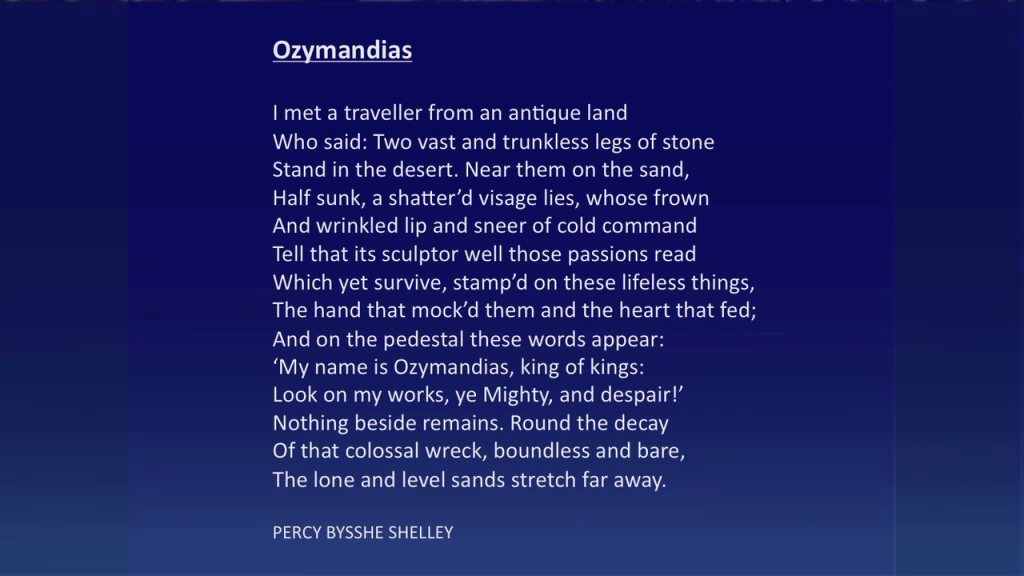 Ozymandias
I met a traveller from an antique land
Who said: Two vast and trunkless legs of stone
Stand in the desert. Near them on the sand,
Half sunk, a shatter’d visage lies, whose frown
And wrinkled lip and sneer of cold command
Tell that its sculptor well those passions read
Which yet survive, stamp’d on these lifeless things,
The hand that mock’d them and the heart that fed;
And on the pedestal these words appear:
‘My name is Ozymandias, king of kings:
Look on my works, ye Mighty, and despair!’
Nothing beside remains. Round the decay
Of that colossal wreck, boundless and bare,
The lone and level sands stretch far away.
PERCY BYSSHE SHELLEY